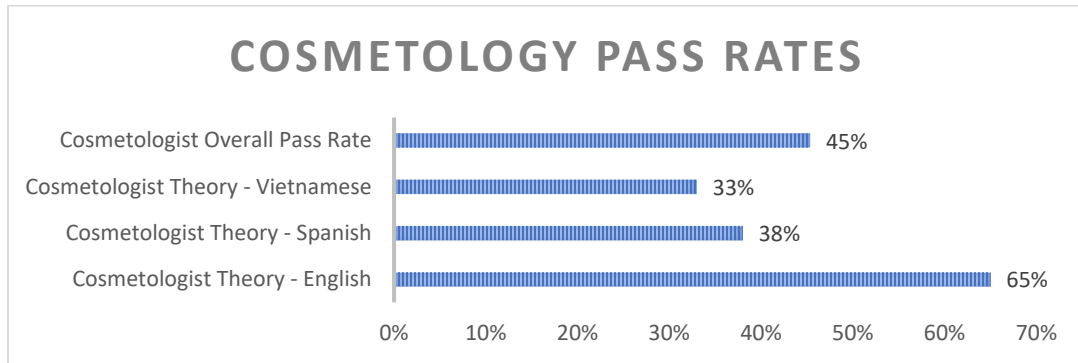 COSMETOLOGY PASS RATES
Cosmetologist Overall Pass Rate 45%
Cosmetologist Theory - Vietnamese 33%
Cosmetologist Theory - Spanish 38%
Cosmetologist Theory - English 65%
0% 10% 20% 30% 40% 50% 60% 70%